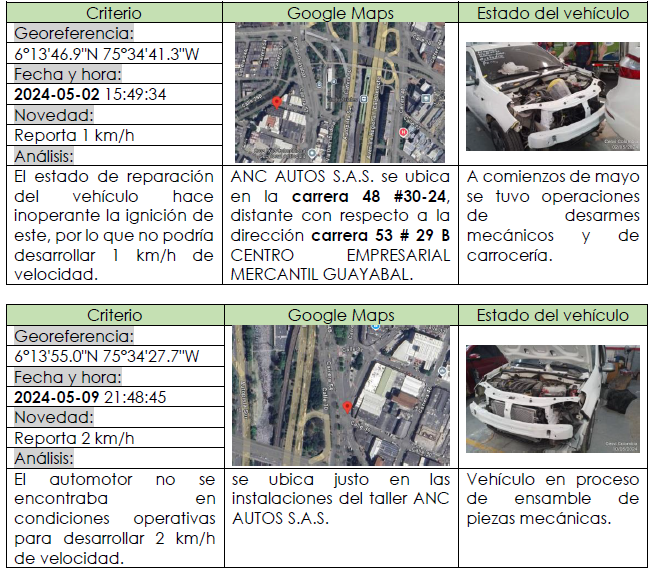 Criterio
Google Maps
Estado del vehículo
Georeferencia:
6°13'46.9"N 75°34'41.3"W
Fecha y hora:
2024-05-02 15:49:34
Novedad:
Reporta 1 km/h
Análisis:
El estado de reparación
del vehículo hace
inoperante la ignición de
este, por lo que no podría
desarrollar 1 km/h de
velocidad.
ANC AUTOS S.A.S. se ubica
en la carrera 48 #30-24,
distante con respecto a la
dirección carrera 53 # 29 B
CENTRO EMPRESARIAL
MERCANTIL GUAYABAL.
A comienzos de mayo
se tuvo operaciones
de desarmes
mecánicos y de
carrocería.
Criterio
Google Maps
Estado del vehículo
Georeferencia:
6°13'55.0"N 75°34'27.7"W
Fecha y hora:
2024-05-09 21:48:45
Novedad:
Reporta 2 km/h
Análisis:
El automotor no se
encontraba en
condiciones operativas
para desarrollar 2 km/h
de velocidad.
se ubica justo en las
instalaciones del taller ANC
AUTOS S.A.S.
Vehículo en proceso
de ensamble de
piezas mecánicas.